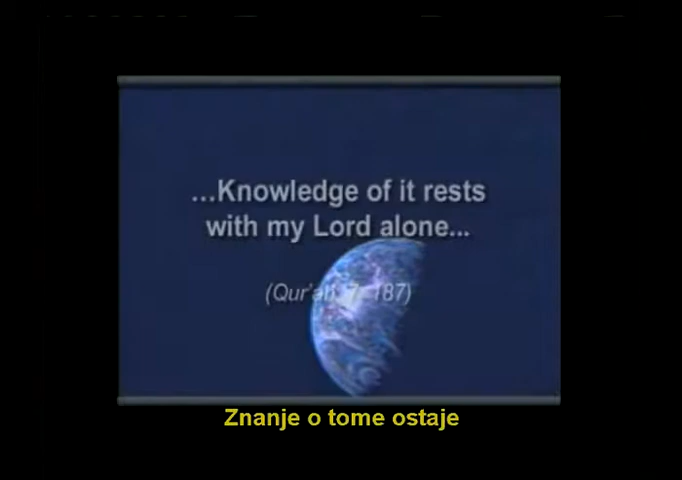 ...Knowledge of it rests
with my Lord alone...
(Qur'an, 7: 187)
Znanje o tome ostaje